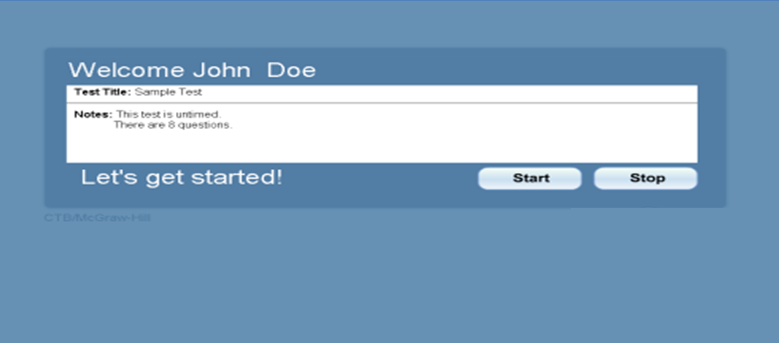 Welcome John Doe
Test Title: Sample Test
Notes: This test is untimed.
There are 8 questions.
Let's get started!
Start
Stop
CTB/McGraw-Hill